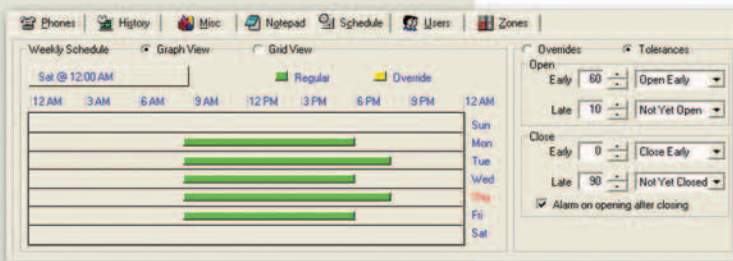 Phones History Misc Notepad Schedule Users Zones
Weekly Schedule Graph View Grid View
Sat @ 12:00 AM Regular Override
12 AM 3 AM 6 AM 9 AM 12 PM 3 PM 6 PM 9 PM 12 AM
Sun
Mon
Tue
Wed
Thu
Fri
Sat
Overrides Tolerances
Open
Early 60 Open Early
Late 10 Not Yet Open
Close
Early 0 Close Early
Late 90 Not Yet Closed
Alarm on opening after closing